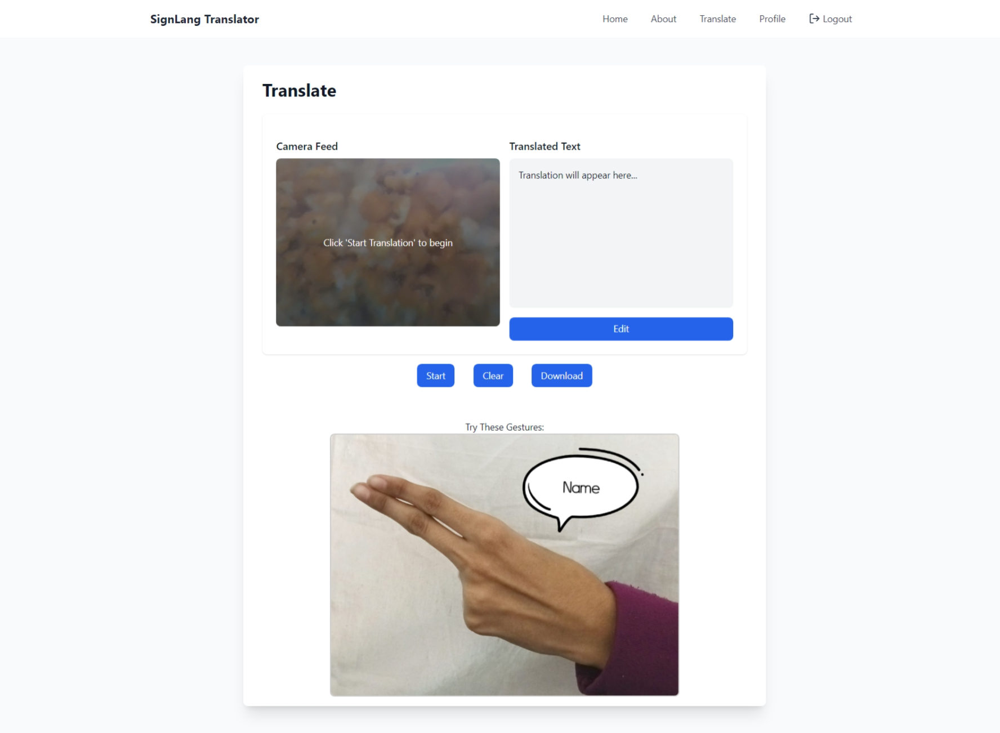 SignLang Translator
Home About Translate Profile Logout
Translate
Camera Feed
Click 'Start Translation' to begin
Translated Text
Translation will appear here...
Edit
Start Clear Download
Try These Gestures:
Name